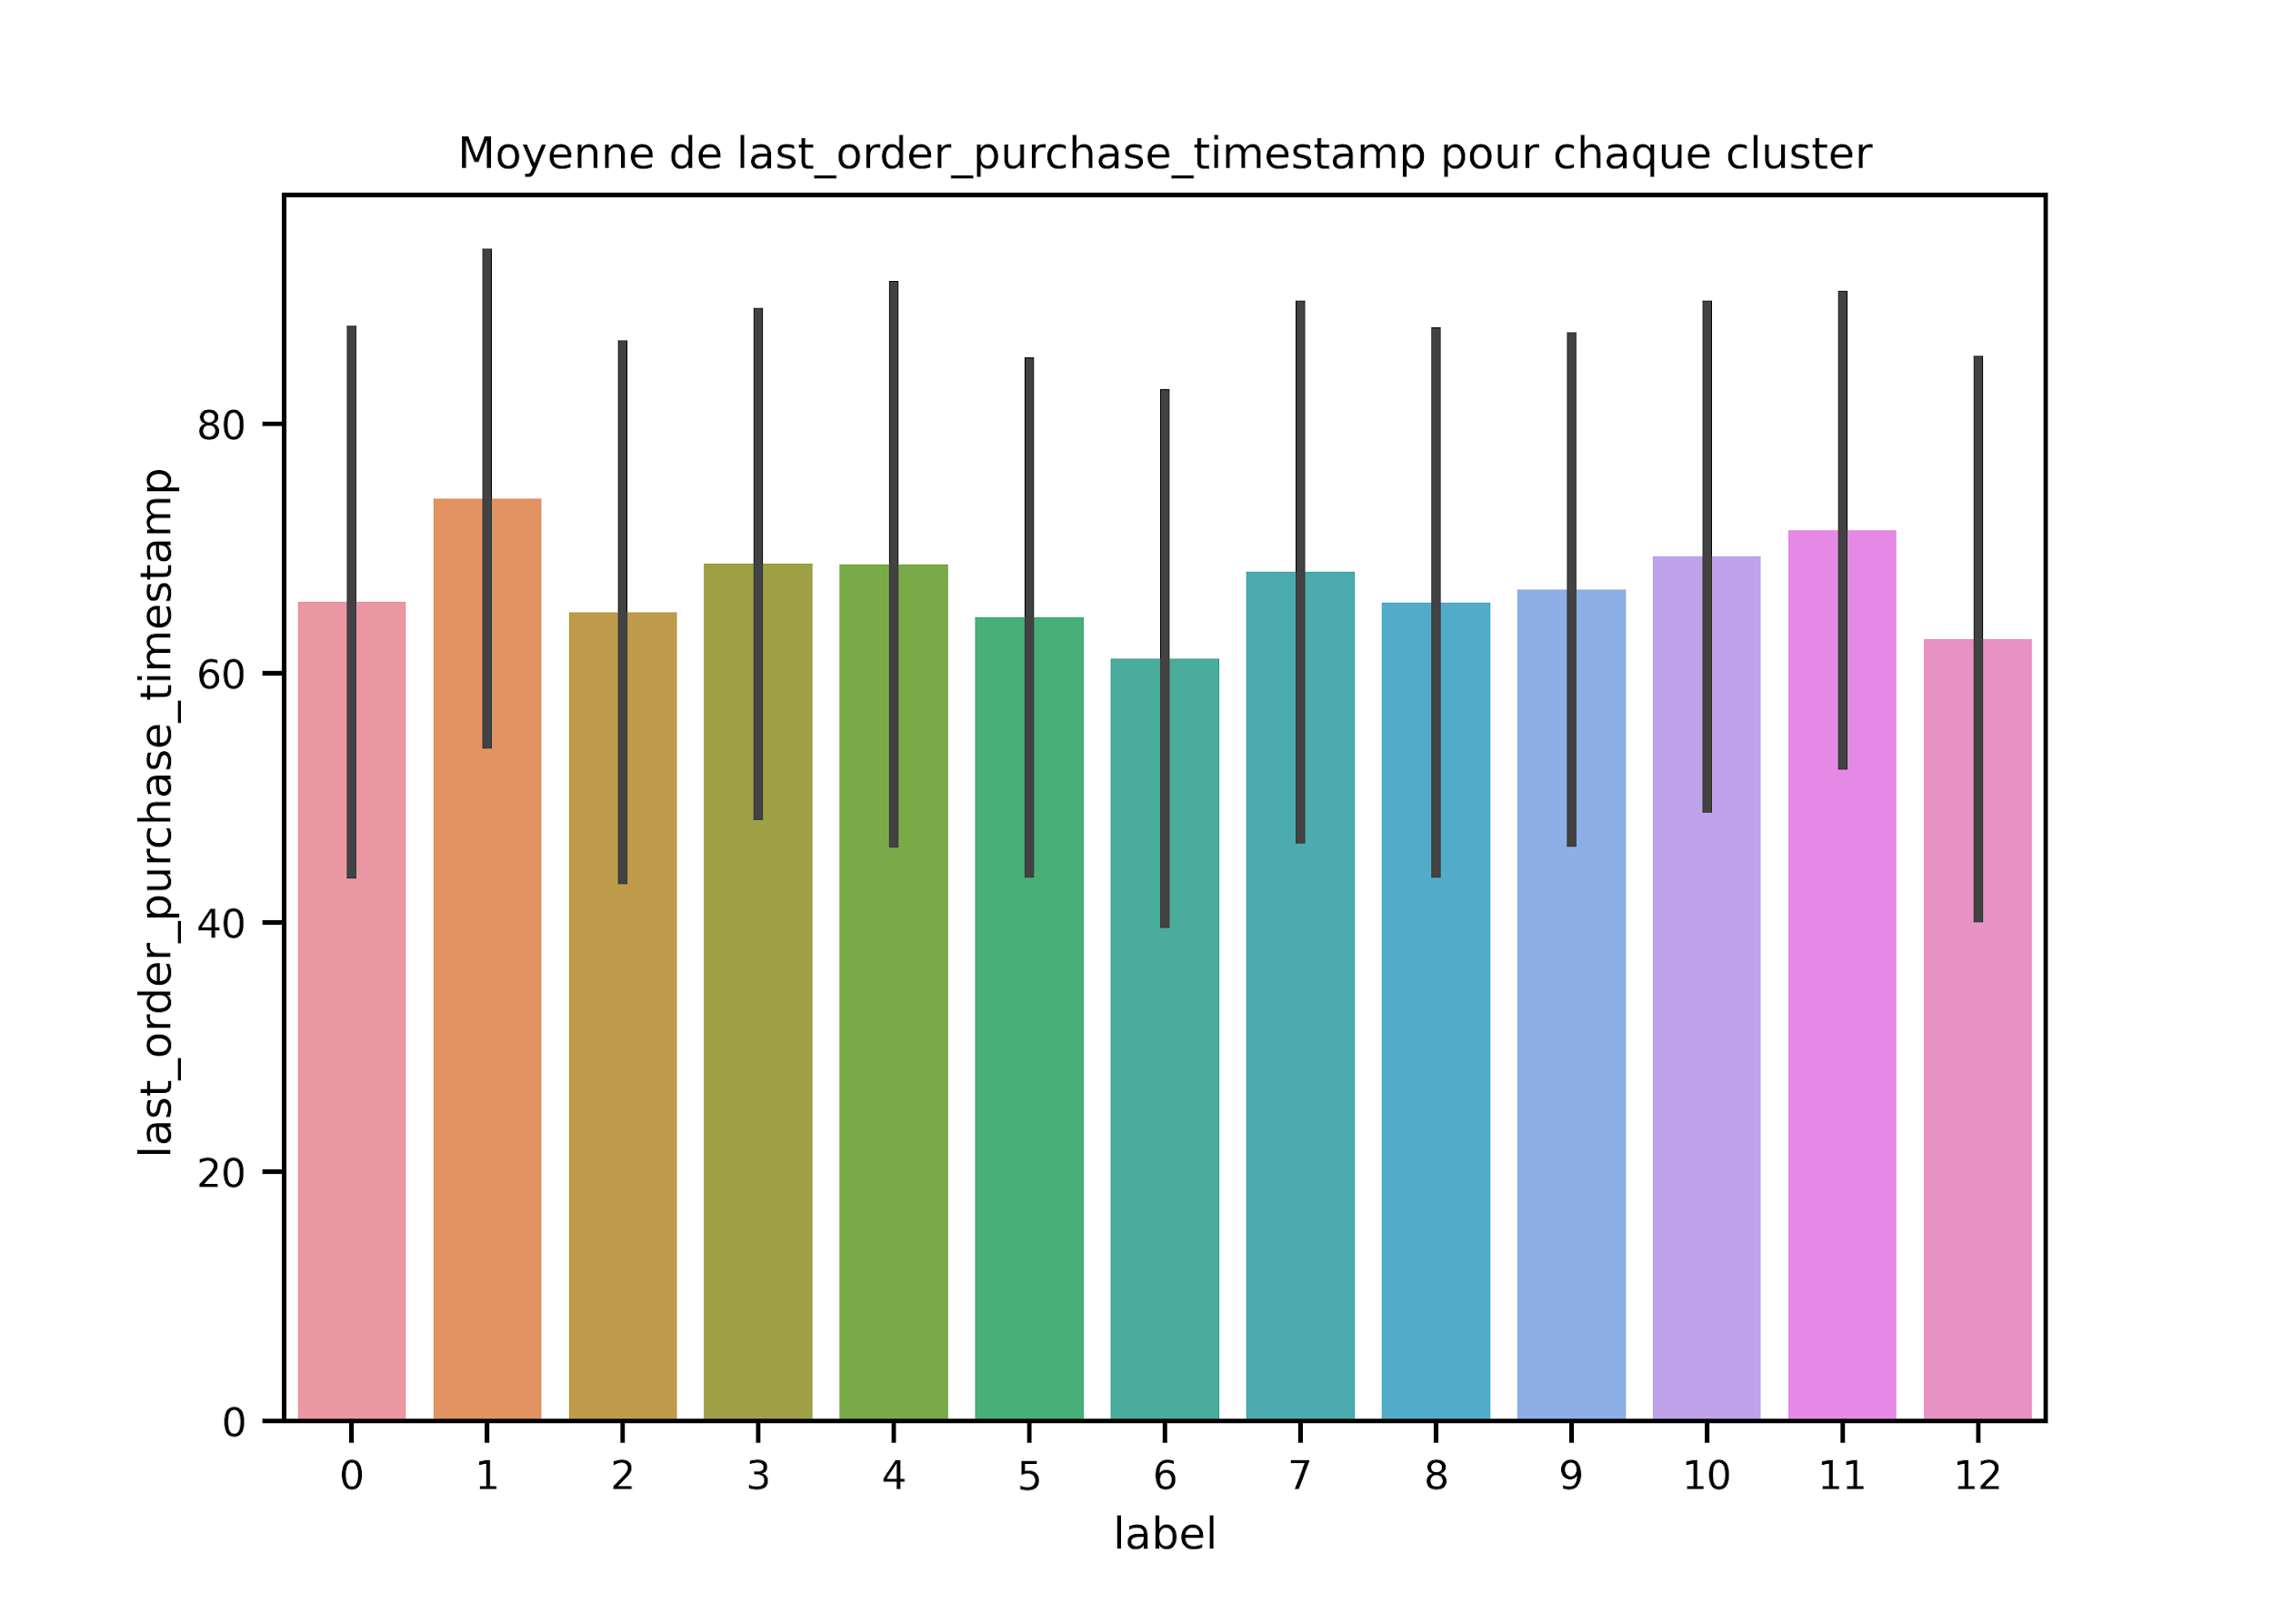 Moyenne de last_order_purchase_timestamp pour chaque cluster
last_order_purchase_timestamp
80
60
40
20
0
0 1 2 3 4 5 6 7 8 9 10 11 12
label